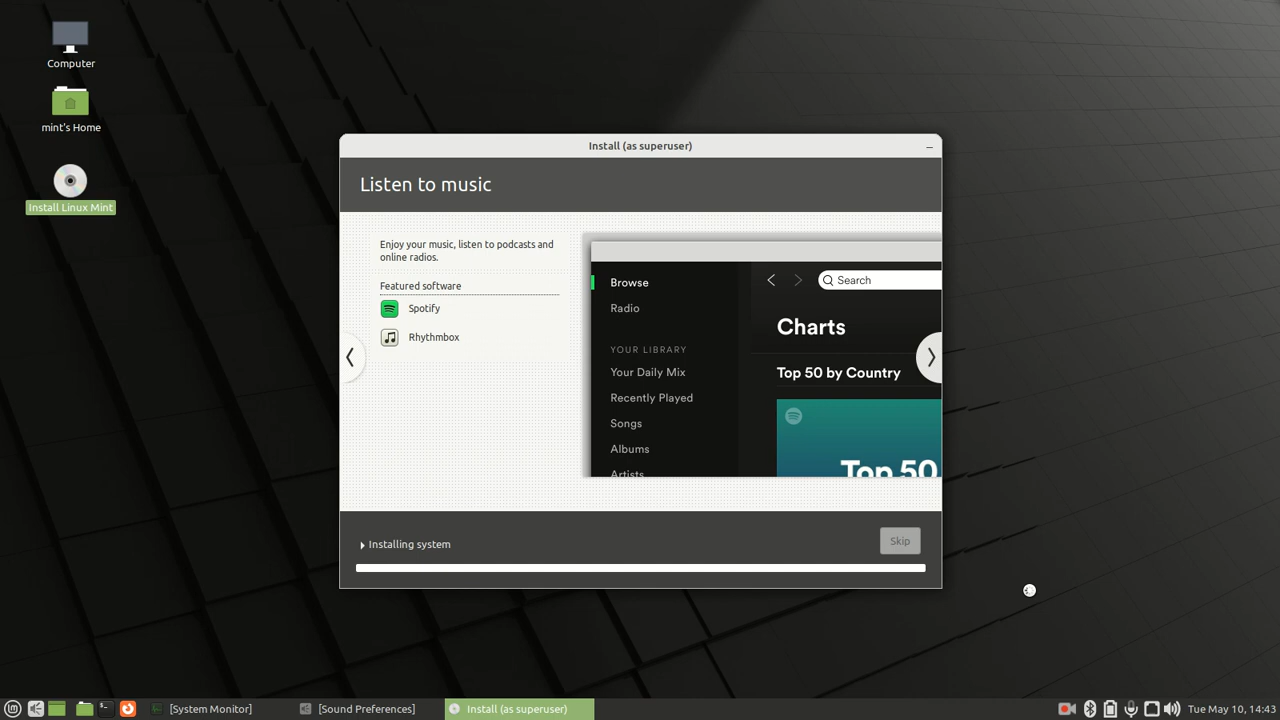 Computer
mint's Home
Install Linux Mint
Install (as superuser)
Listen to music
Enjoy your music, listen to podcasts and
online radios.
Featured software
Spotify
Rhythmbox
Browse
Radio
YOUR LIBRARY
Your Daily Mix
Recently Played
Songs
Albums
Artists
Search
Charts
Top 50 by Country
Top 50
Installing system
Skip
[System Monitor]
[Sound Preferences]
Install (as superuser)
Tue May 10, 14:43